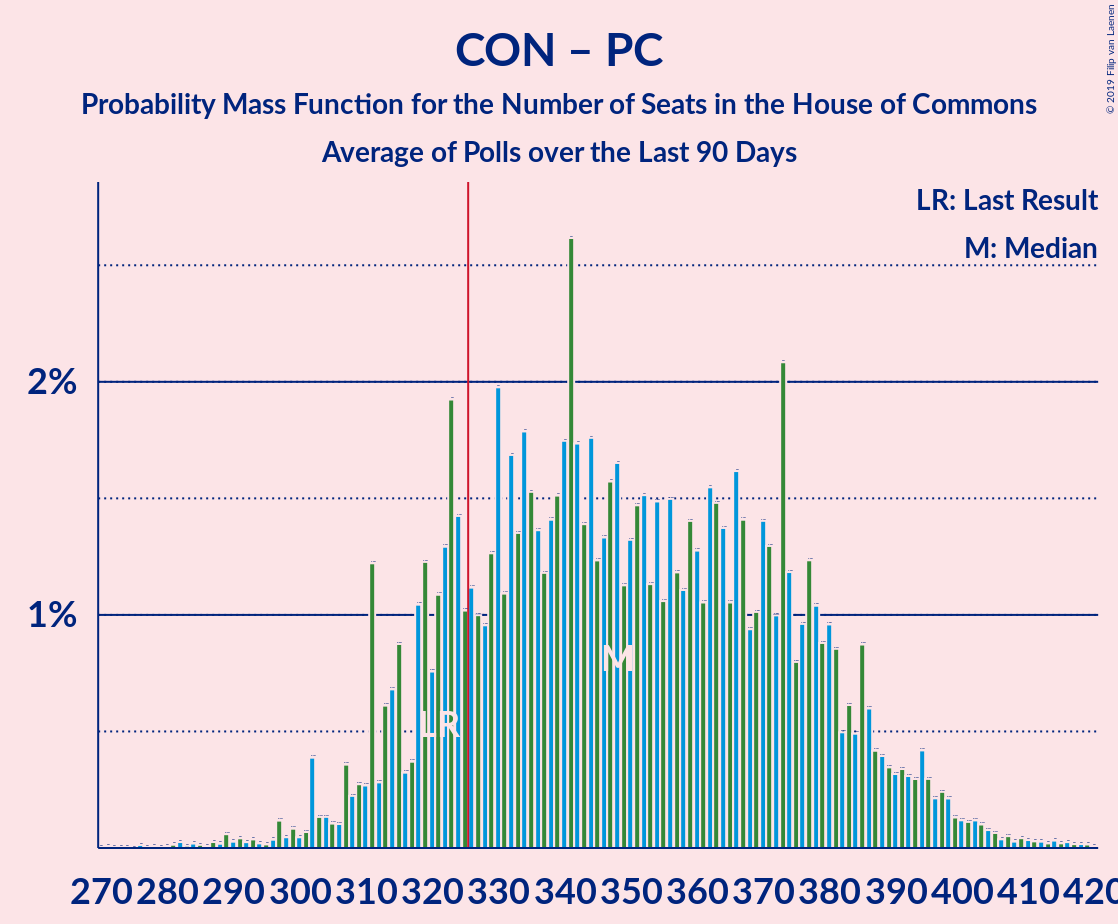 CON – PC
Probability Mass Function for the Number of Seats in the House of Commons
Average of Polls over the Last 90 Days
© 2019 Filip van Laenen
LR: Last Result
M: Median
2%
1%
LR
M
270 280 290 300 310 320 330 340 350 360 370 380 390 400 410 420